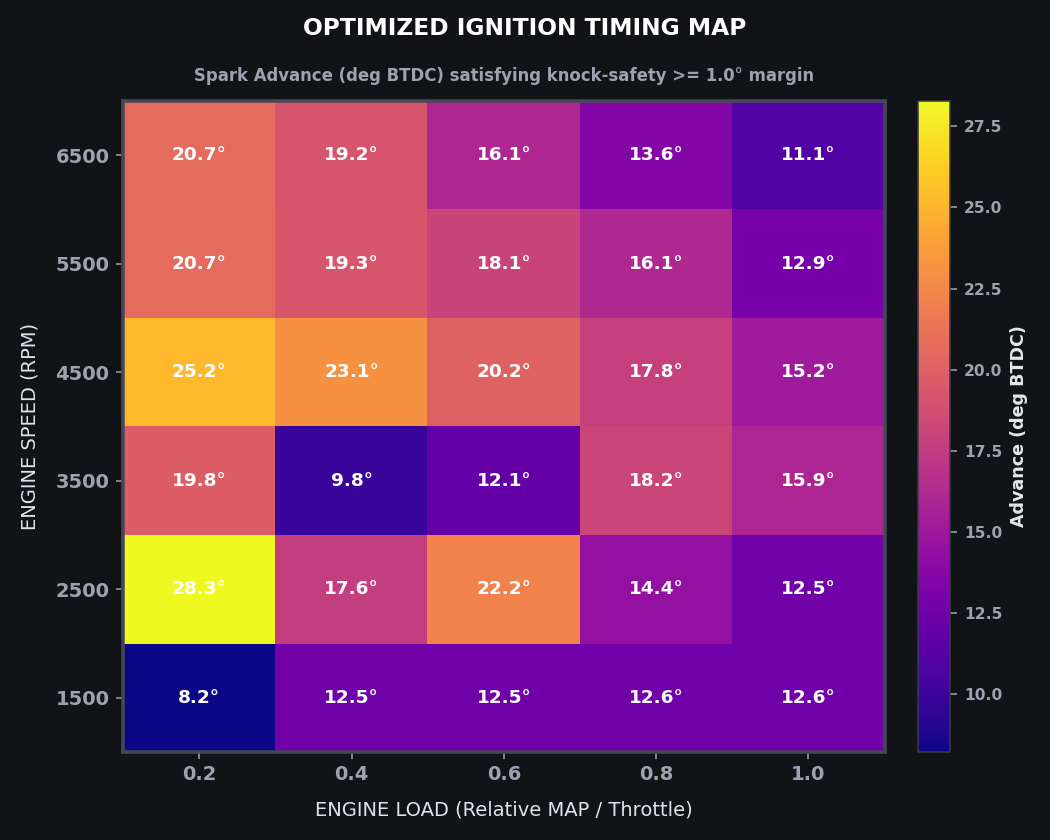 OPTIMIZED IGNITION TIMING MAP
Spark Advance (deg BTDC) satisfying knock-safety >= 1.0° margin
ENGINE SPEED (RPM)
6500 20.7° 19.2° 16.1° 13.6° 11.1°
5500 20.7° 19.3° 18.1° 16.1° 12.9°
4500 25.2° 23.1° 20.2° 17.8° 15.2°
3500 19.8° 9.8° 12.1° 18.2° 15.9°
2500 28.3° 17.6° 22.2° 14.4° 12.5°
1500 8.2° 12.5° 12.5° 12.6° 12.6°
0.2 0.4 0.6 0.8 1.0
ENGINE LOAD (Relative MAP / Throttle)
27.5
25.0
22.5
20.0
17.5
15.0
12.5
10.0
Advance (deg BTDC)